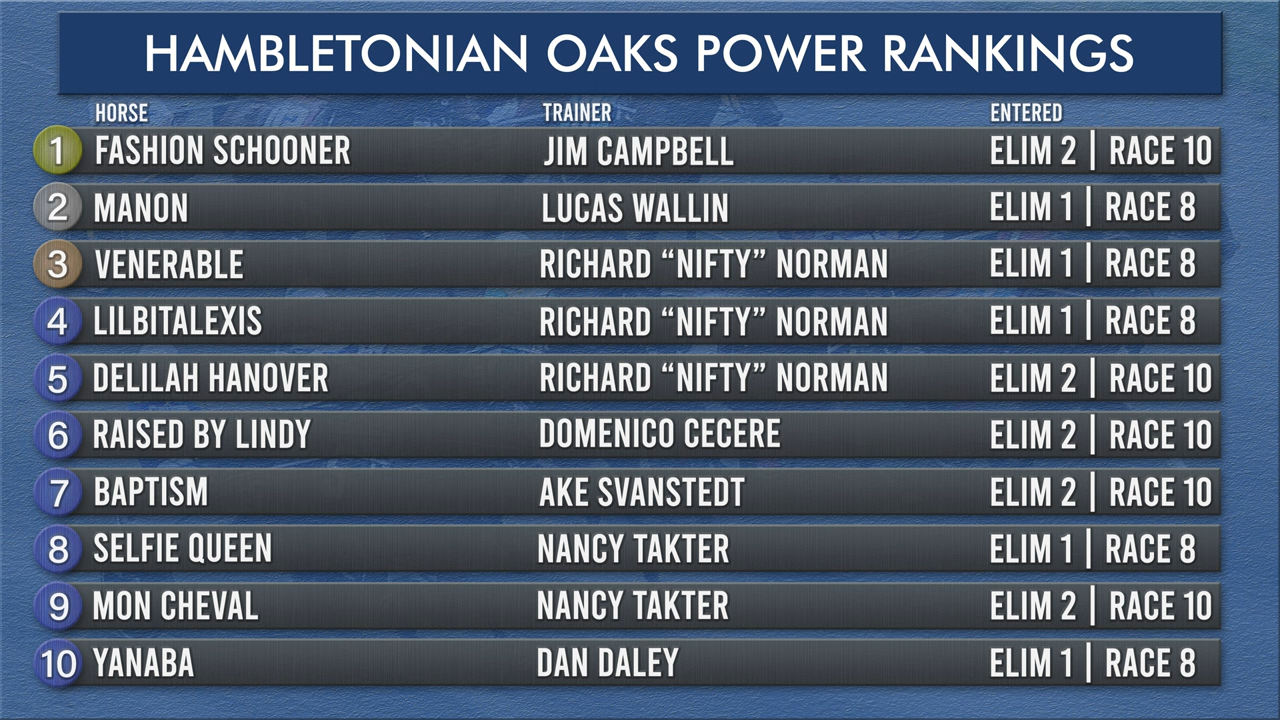 HAMBLETONIAN OAKS POWER RANKINGS
HORSE TRAINER ENTERED
1 FASHION SCHOONER JIM CAMPBELL ELIM 2 | RACE 10
2 MANON LUCAS WALLIN ELIM 1 | RACE 8
3 VENERABLE RICHARD “NIFTY” NORMAN ELIM 1 | RACE 8
4 LILBITALEXIS RICHARD “NIFTY” NORMAN ELIM 1 | RACE 8
5 DELILAH HANOVER RICHARD “NIFTY” NORMAN ELIM 2 | RACE 10
6 RAISED BY LINDY DOMENICO CECERE ELIM 2 | RACE 10
7 BAPTISM AKE SVANSTEDT ELIM 2 | RACE 10
8 SELFIE QUEEN NANCY TAKTER ELIM 1 | RACE 8
9 MON CHEVAL NANCY TAKTER ELIM 2 | RACE 10
10 YANABA DAN DALEY ELIM 1 | RACE 8